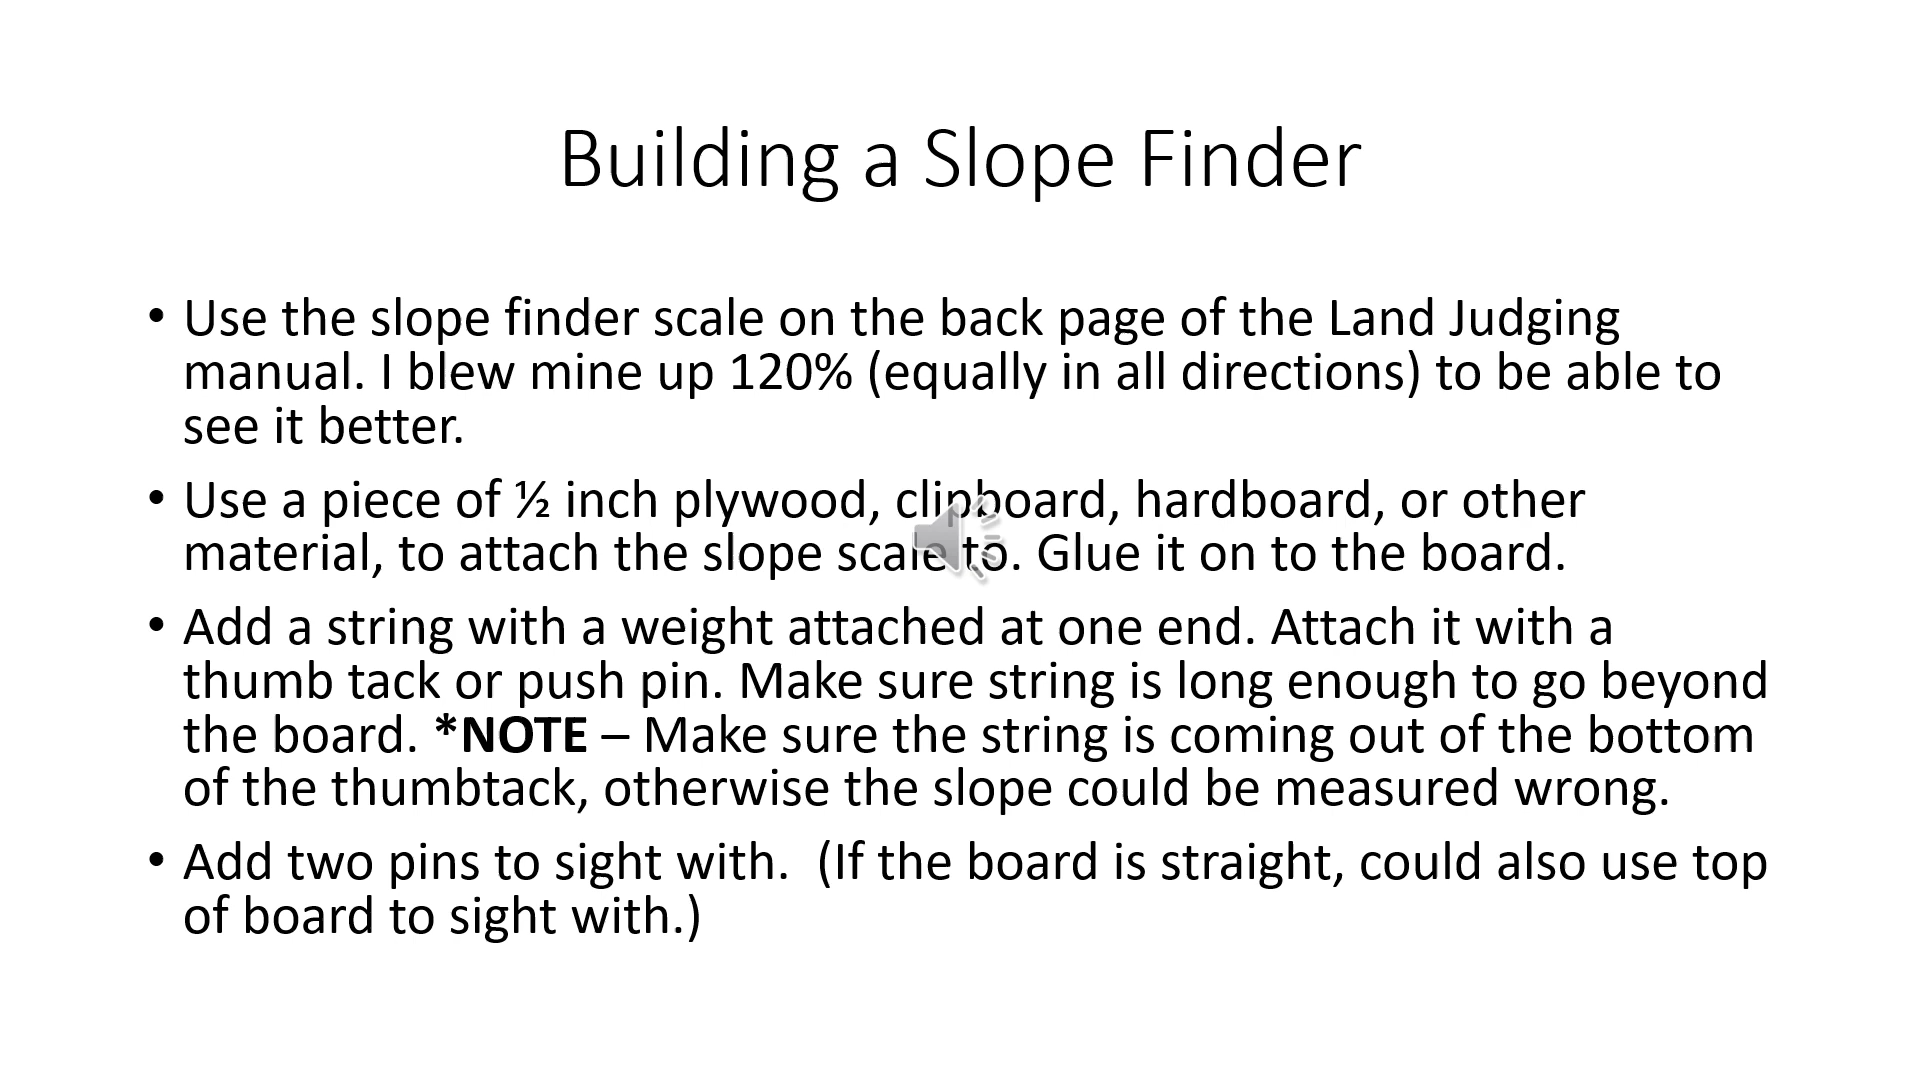 Building a Slope Finder
• Use the slope finder scale on the back page of the Land Judging
manual. I blew mine up 120% (equally in all directions) to be able to
see it better.
• Use a piece of ½ inch plywood, clipboard, hardboard, or other
material, to attach the slope scale to. Glue it on to the board.
• Add a string with a weight attached at one end. Attach it with a
thumb tack or push pin. Make sure string is long enough to go beyond
the board. *NOTE – Make sure the string is coming out of the bottom
of the thumbtack, otherwise the slope could be measured wrong.
• Add two pins to sight with.  (If the board is straight, could also use top
of board to sight with.)